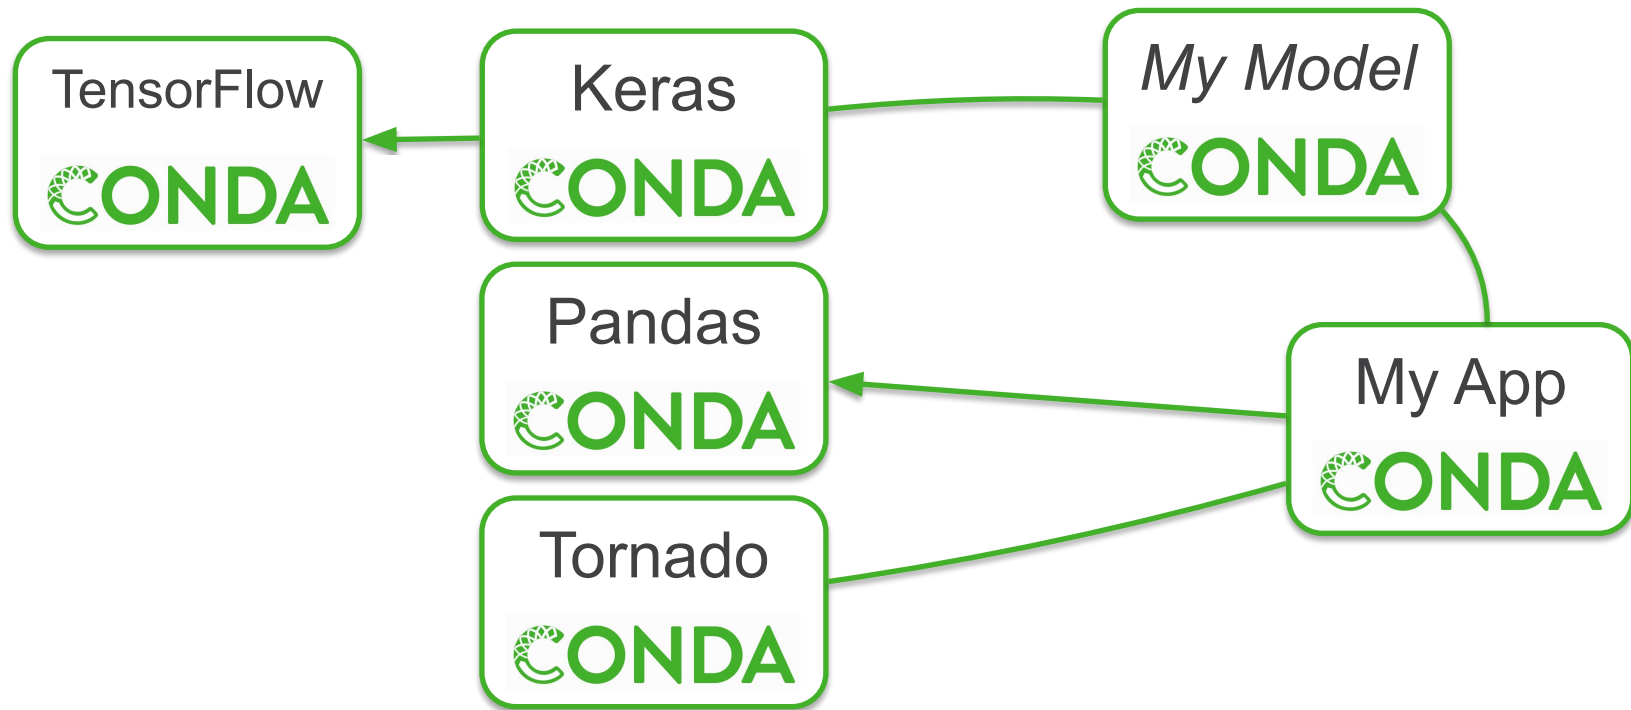 TensorFlow
CONDA
Keras
CONDA
My Model
CONDA
Pandas
CONDA
My App
CONDA
Tornado
CONDA